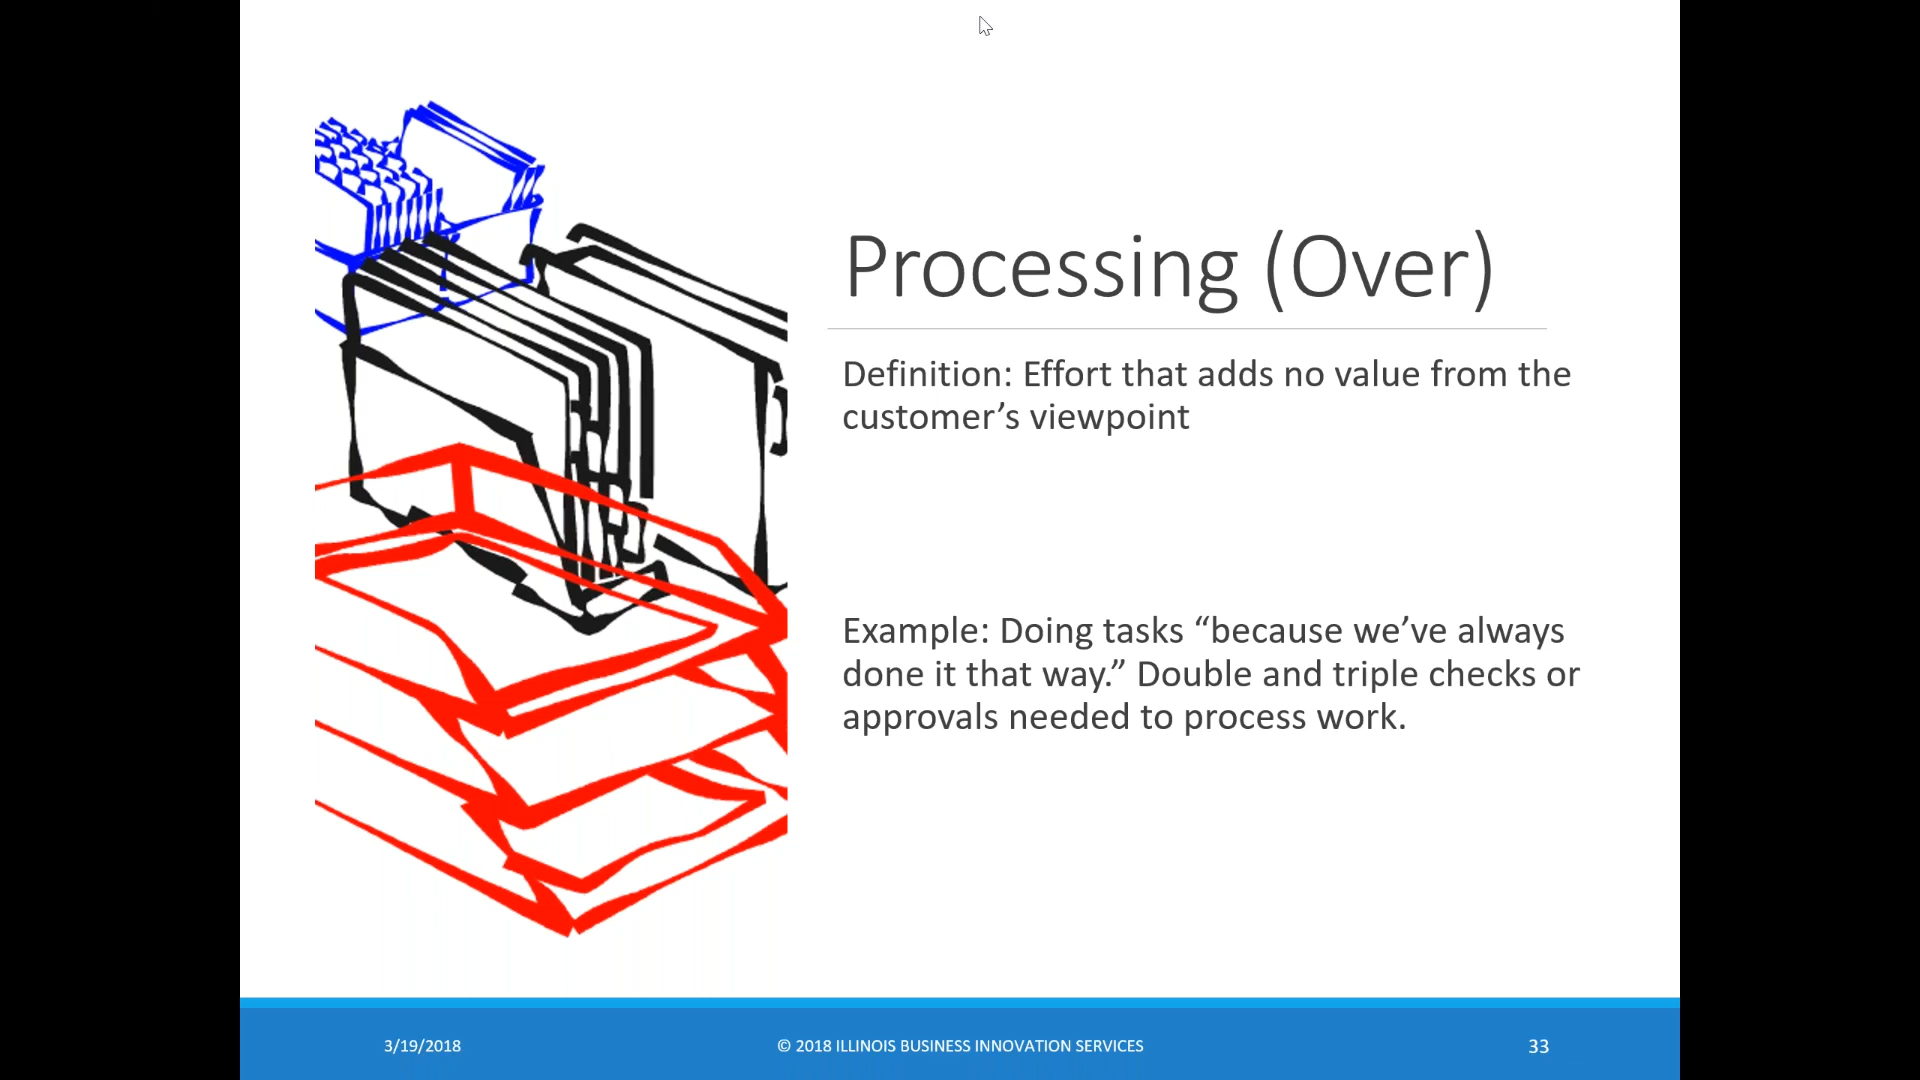 Processing (Over)
Definition: Effort that adds no value from the
customer’s viewpoint
Example: Doing tasks “because we’ve always
done it that way.” Double and triple checks or
approvals needed to process work.
3/19/2018
© 2018 ILLINOIS BUSINESS INNOVATION SERVICES
33